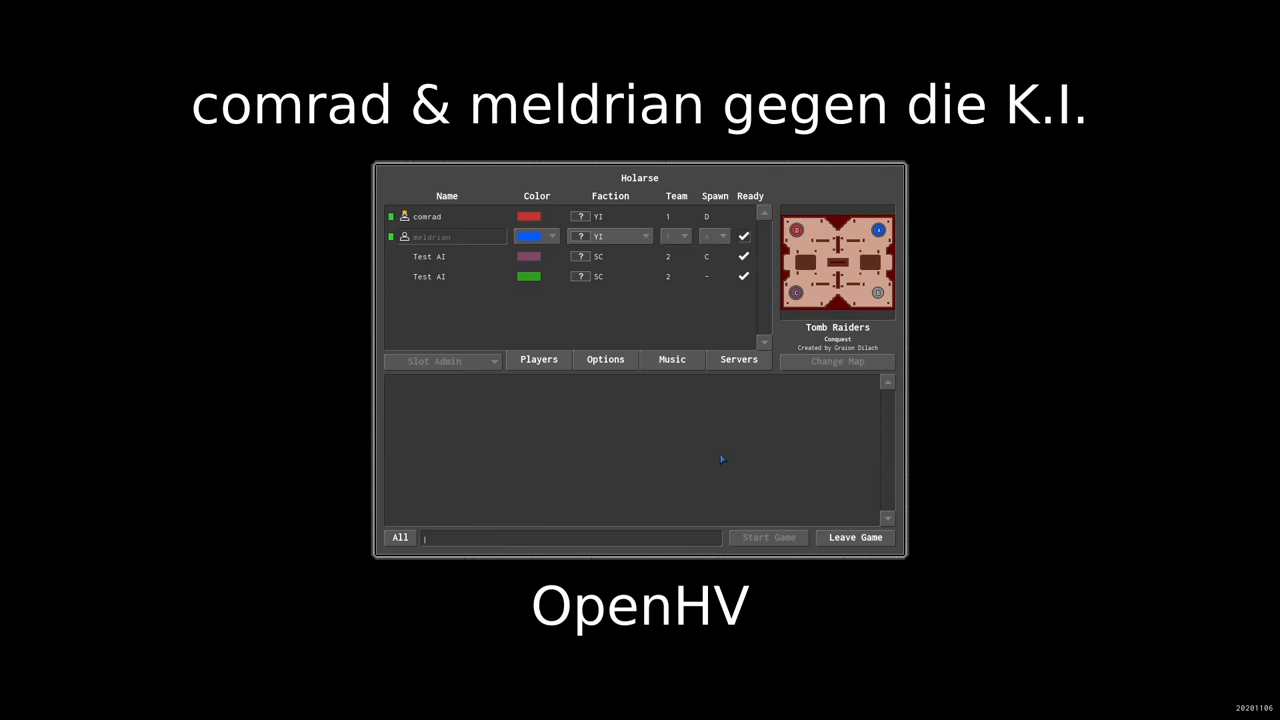 comrad & meldrian gegen die K.I.
Holarse
Name Color Faction Team Spawn Ready
comrad ? YI 1 D
meldrian ? YI 1 A
Test AI ? SC 2 C
Test AI ? SC 2 -
D A
C
Tomb Raiders
Conquest
Created by Graion Dilach
Slot Admin Players Options Music Servers Change Map
All Start Game Leave Game
OpenHV
20201106